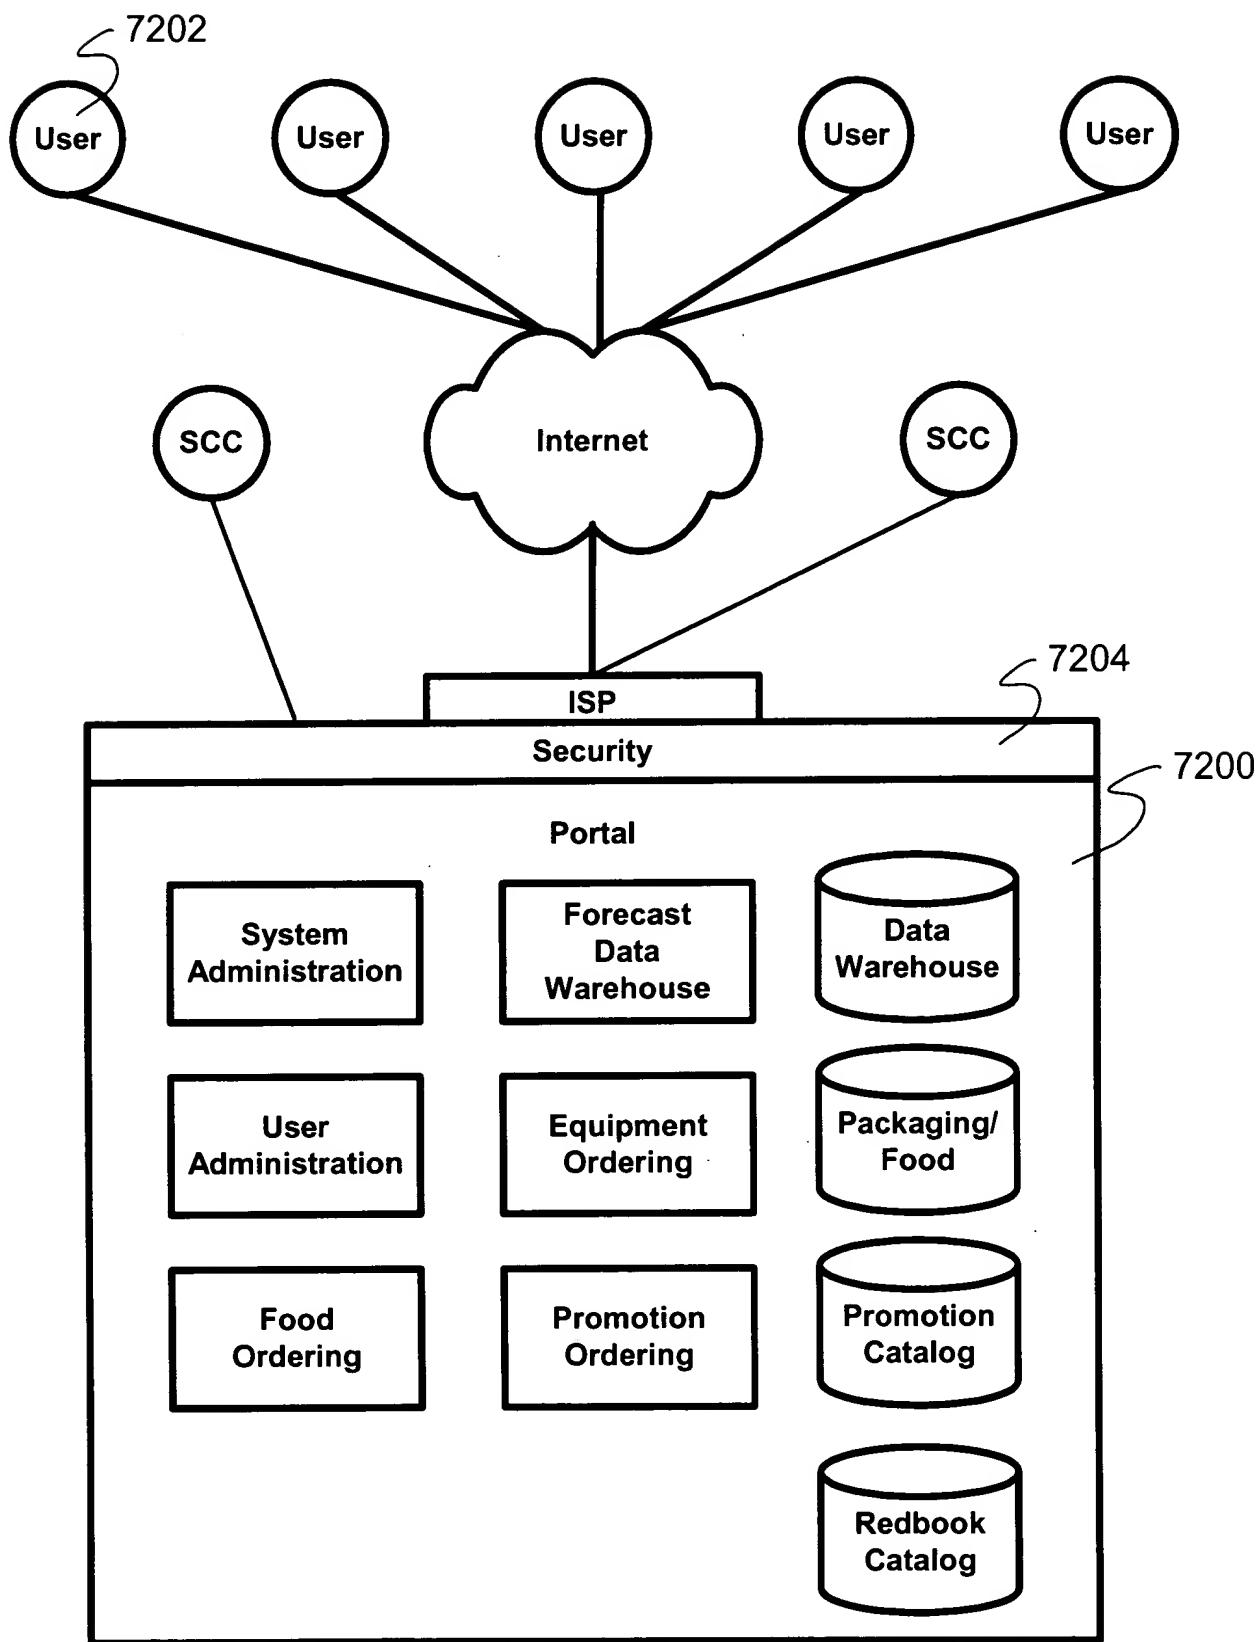 7202
User
User
User
User
User
SCC
Internet
SCC
7204
ISP
Security
7200
Portal
System
Administration
Forecast
Data
Warehouse
Data
Warehouse
User
Administration
Equipment
Ordering
Packaging/
Food
Food
Ordering
Promotion
Ordering
Promotion
Catalog
Redbook
Catalog